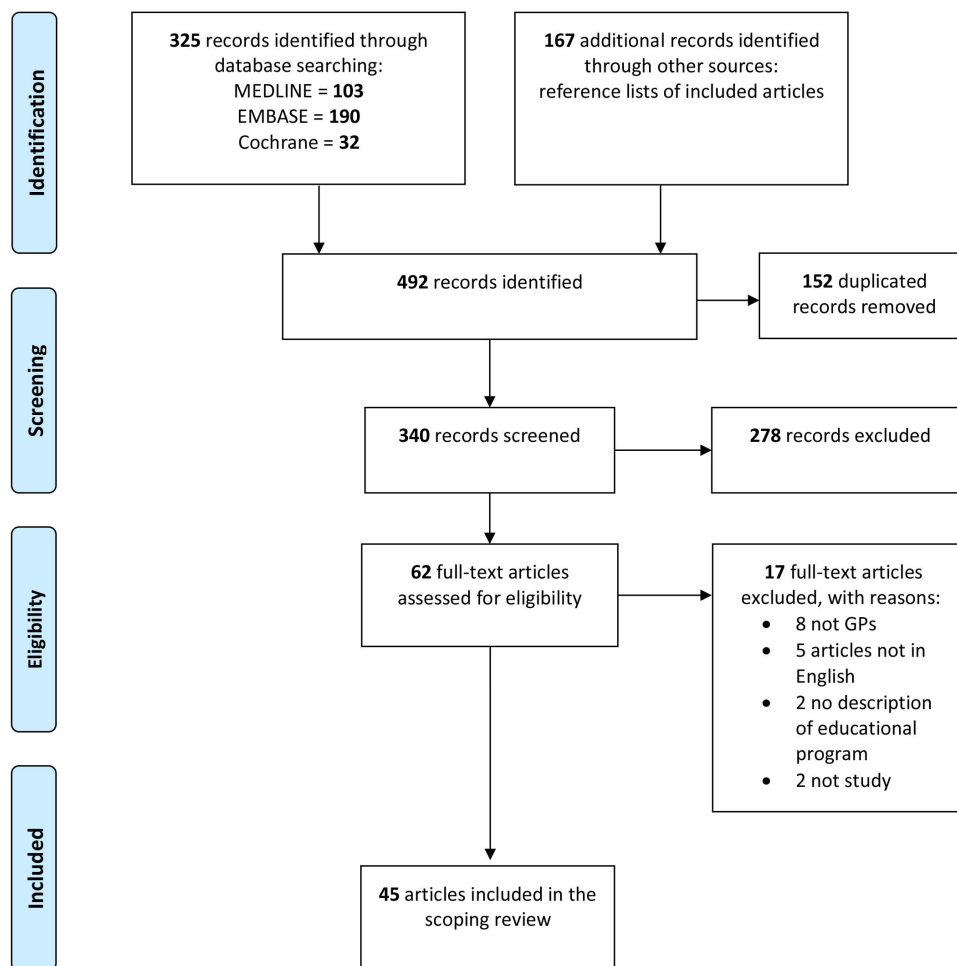 Identification
325 records identified through
database searching:
MEDLINE = 103
EMBASE = 190
Cochrane = 32
167 additional records identified
through other sources:
reference lists of included articles
492 records identified
152 duplicated
records removed
Screening
340 records screened
278 records excluded
Eligibility
62 full-text articles
assessed for eligibility
17 full-text articles
excluded, with reasons:
• 8 not GPs
• 5 articles not in
English
• 2 no description
of educational
program
• 2 not study
Included
45 articles included in the
scoping review